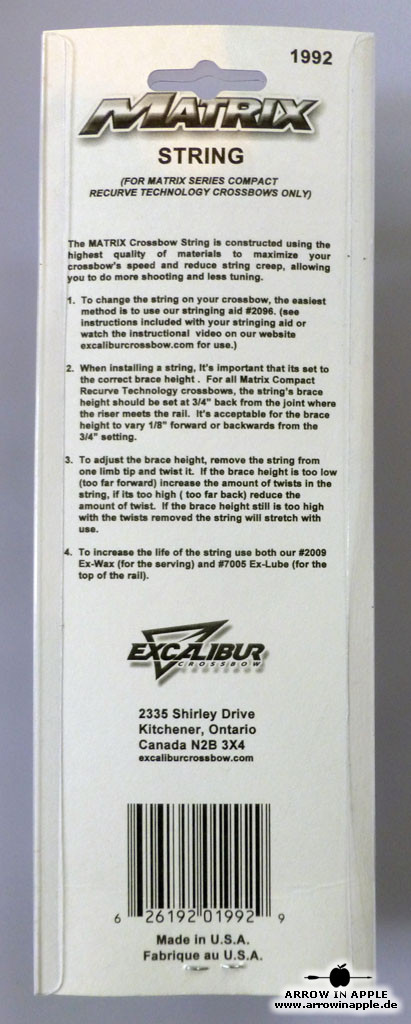 1992
MATRIX
STRING
(FOR MATRIX SERIES COMPACT
RECURVE TECHNOLOGY CROSSBOWS ONLY)
The MATRIX Crossbow String is constructed using the
highest quality of materials to maximize your
crossbow's speed and reduce string creep, allowing
you to do more shooting and less tuning.
1. To change the string on your crossbow, the easiest
method is to use our stringing aid #2096. (see
instructions included with your stringing aid or
watch the instructional video on our website
excaliburcrossbow.com for use.)
2. When installing a string, It's important that its set to
the correct brace height . For all Matrix Compact
Recurve Technology crossbows, the string's brace
height should be set at 3/4" back from the joint where
the riser meets the rail. It's acceptable for the brace
height to vary 1/8" forward or backwards from the
3/4" setting.
3. To adjust the brace height, remove the string from
one limb tip and twist it. If the brace height is too low
(too far forward) increase the amount of twists in the
string, if its too high ( too far back) reduce the
amount of twist. If the brace height still is too high
with the twists removed the string will stretch with
use.
4. To increase the life of the string use both our #2009
Ex-Wax (for the serving) and #7005 Ex-Lube (for the
top of the rail).
EXCALIBUR
CROSSBOW
2335 Shirley Drive
Kitchener, Ontario
Canada N2B 3X4
excaliburcrossbow.com
6 26192 01992 9
Made in U.S.A.
Fabrique au U.S.A.
ARROW IN APPLE
www.arrowinapple.de